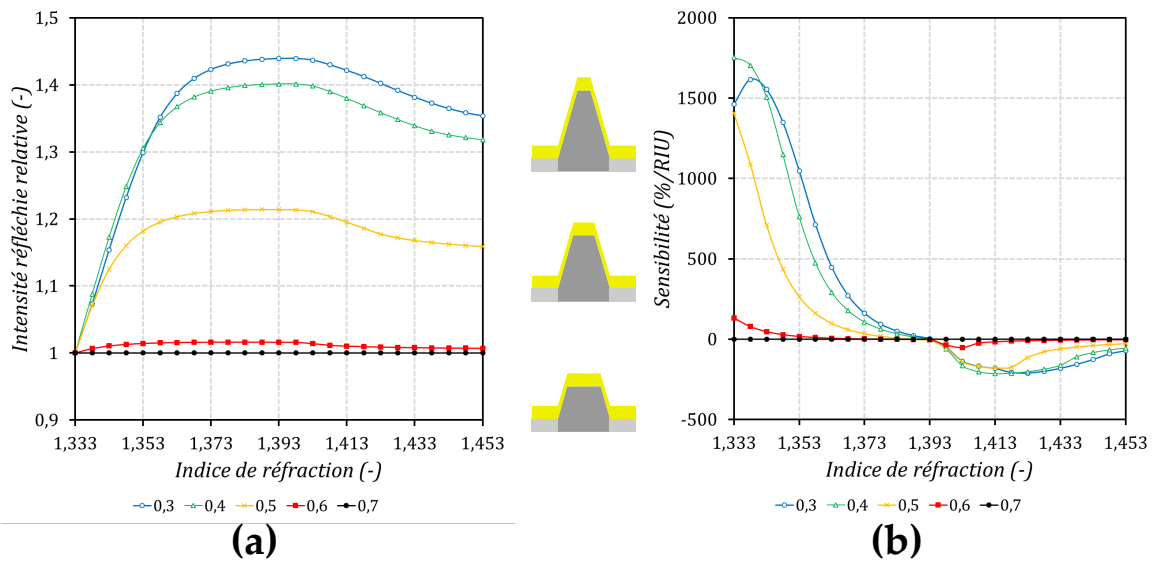 Intensité réfléchie relative (-)
1,5
1,4
1,3
1,2
1,1
1
0,9
1,333 1,353 1,373 1,393 1,413 1,433 1,453
Indice de réfraction (-)
0,3 0,4 0,5 0,6 0,7
(a)
Sensibilité (%/RIU)
2000
1500
1000
500
0
-500
1,333 1,353 1,373 1,393 1,413 1,433 1,453
Indice de réfraction (-)
0,3 0,4 0,5 0,6 0,7
(b)